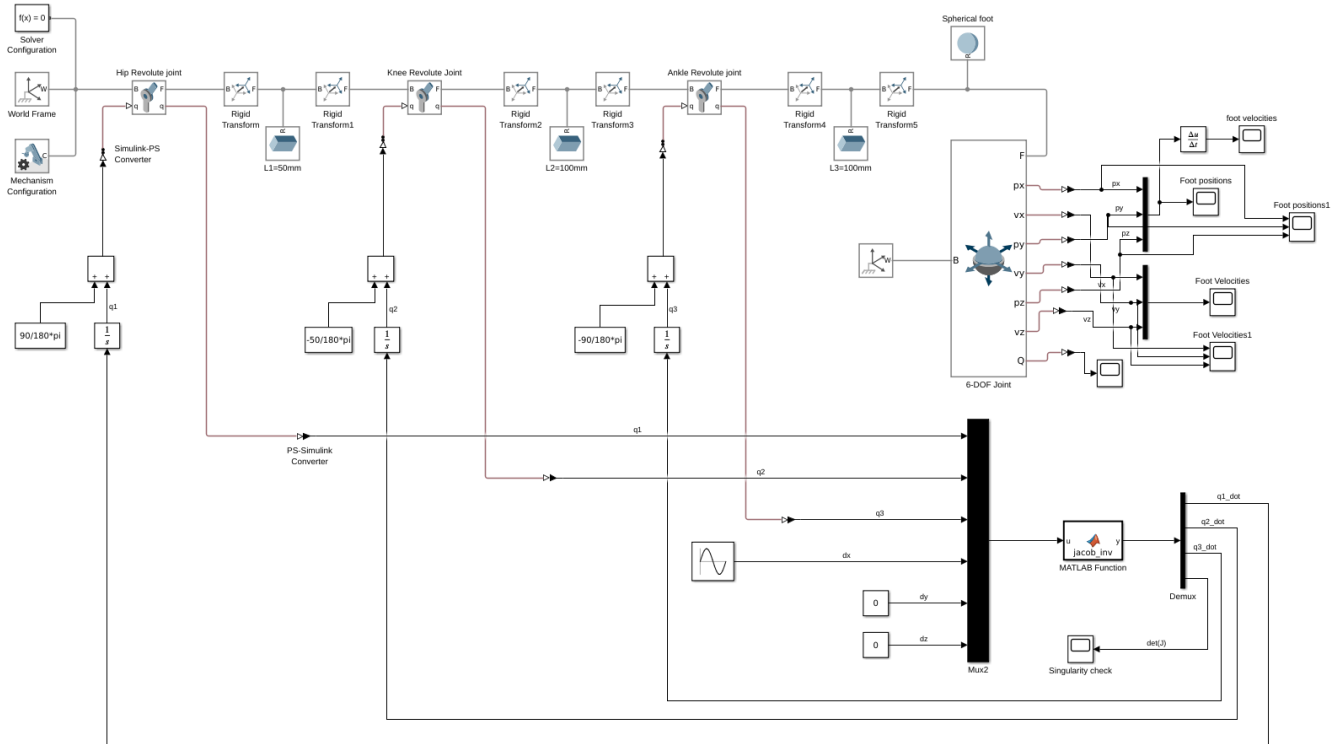 f(x) = 0
Solver
Configuration
W
World Frame
C
Mechanism
Configuration
Hip Revolute joint
B F
q q
Simulink-PS
Converter
B F
Rigid
Transform
R
L1=50mm
B F
Rigid
Transform1
Knee Revolute Joint
B F
q q
B F
Rigid
Transform2
R
L2=100mm
B F
Rigid
Transform3
Ankle Revolute joint
B F
q q
B F
Rigid
Transform4
R
L3=100mm
B F
Rigid
Transform5
Spherical foot
R
F
px
vx
py
vy
pz
vz
Q
B
W
6-DOF Joint
px
py
pz
vx
vy
vz
Δu
Δt
foot velocities
Foot positions
Foot positions1
Foot Velocities
Foot Velocities1
+ +
q1
90/180*pi
1
s
+ +
q2
-50/180*pi
1
s
+ +
q3
-90/180*pi
1
s
PS-Simulink
Converter
q1
q2
q3
dx
0
dy
0
dz
Mux2
u y
jacob_inv
MATLAB Function
Demux
q1_dot
q2_dot
q3_dot
det(J)
Singularity check